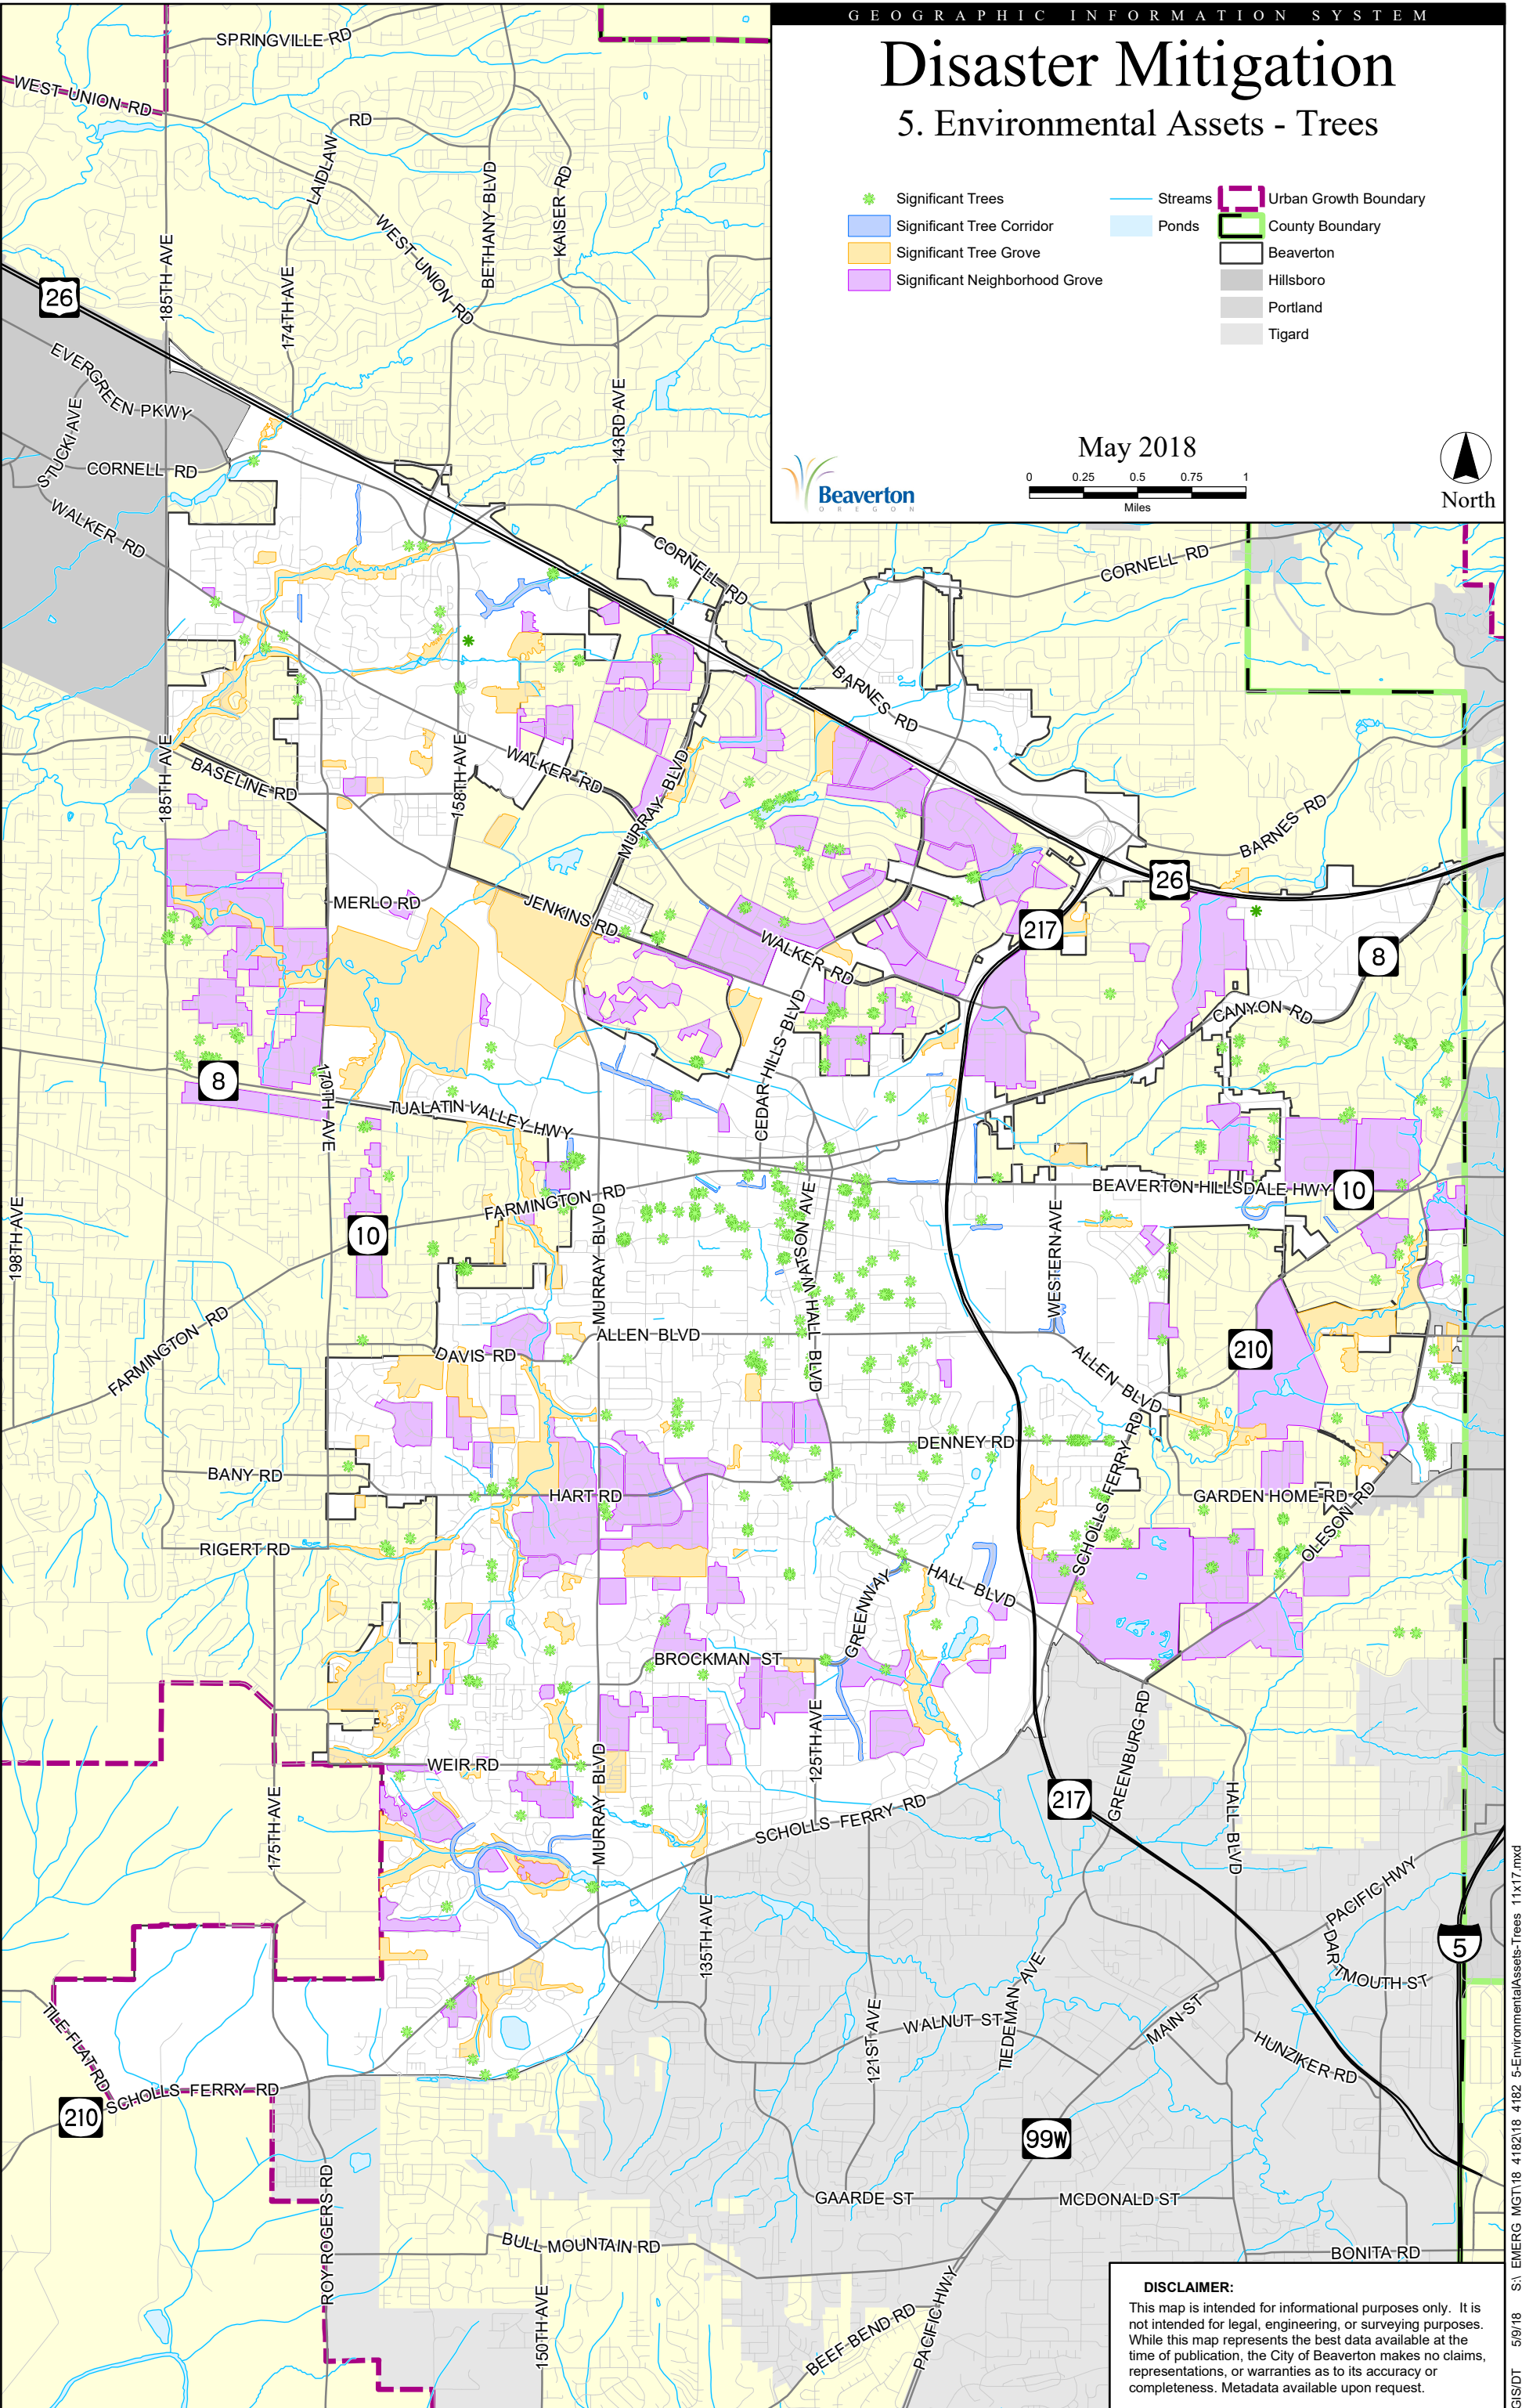 GEOGRAPHIC INFORMATION SYSTEM
Disaster Mitigation
5. Environmental Assets - Trees
Significant Trees
Significant Tree Corridor
Significant Tree Grove
Significant Neighborhood Grove
Streams
Ponds
Urban Growth Boundary
County Boundary
Beaverton
Hillsboro
Portland
Tigard
May 2018
0 0.25 0.5 0.75 1
Miles
Beaverton
OREGON
North
SPRINGVILLE RD
WEST UNION RD
LAIDLAW RD
BETHANY BLVD
KAISER RD
WEST UNION RD
185TH AVE
174TH AVE
143RD AVE
26
EVERGREEN PKWY
STUCKI AVE
CORNELL RD
WALKER RD
CORNELL RD
CORNELL RD
BARNES RD
185TH AVE
BASELINE RD
158TH AVE
WALKER RD
MURRAY BLVD
BARNES RD
26
217
8
MERLO RD
JENKINS RD
WALKER RD
CEDAR HILLS BLVD
CANYON RD
8
170TH AVE
TUALATIN VALLEY HWY
198TH AVE
10
FARMINGTON RD
BEAVERTON HILLSDALE HWY
10
WATSON AVE
HALL BLVD
MURRAY BLVD
WESTERN AVE
FARMINGTON RD
ALLEN BLVD
DAVIS RD
210
ALLEN BLVD
DENNEY RD
SCHOLLS FERRY RD
BANY RD
HART RD
GARDEN HOME RD
OLESON RD
RIGERT RD
HALL BLVD
GREENWAY
BROCKMAN ST
125TH AVE
GREENBURG RD
WEIR RD
MURRAY BLVD
175TH AVE
SCHOLLS FERRY RD
217
HALL BLVD
PACIFIC HWY
135TH AVE
DARTMOUTH ST
5
TILE FLAT RD
121ST AVE
WALNUT ST
TIEDEMAN AVE
MAIN ST
HUNZIKER RD
210
SCHOLLS FERRY RD
99W
ROY ROGERS RD
GAARDE ST
MCDONALD ST
BULL MOUNTAIN RD
BONITA RD
150TH AVE
BEEF BEND RD
PACIFIC HWY
DISCLAIMER:
This map is intended for informational purposes only. It is
not intended for legal, engineering, or surveying purposes.
While this map represents the best data available at the
time of publication, the City of Beaverton makes no claims,
representations, or warranties as to its accuracy or
completeness. Metadata available upon request.
GIS/DT 5/9/18 S:\ EMERG MGT\18 4182\18 4182 5-EnvironmentalAssets-Trees 11x17.mxd